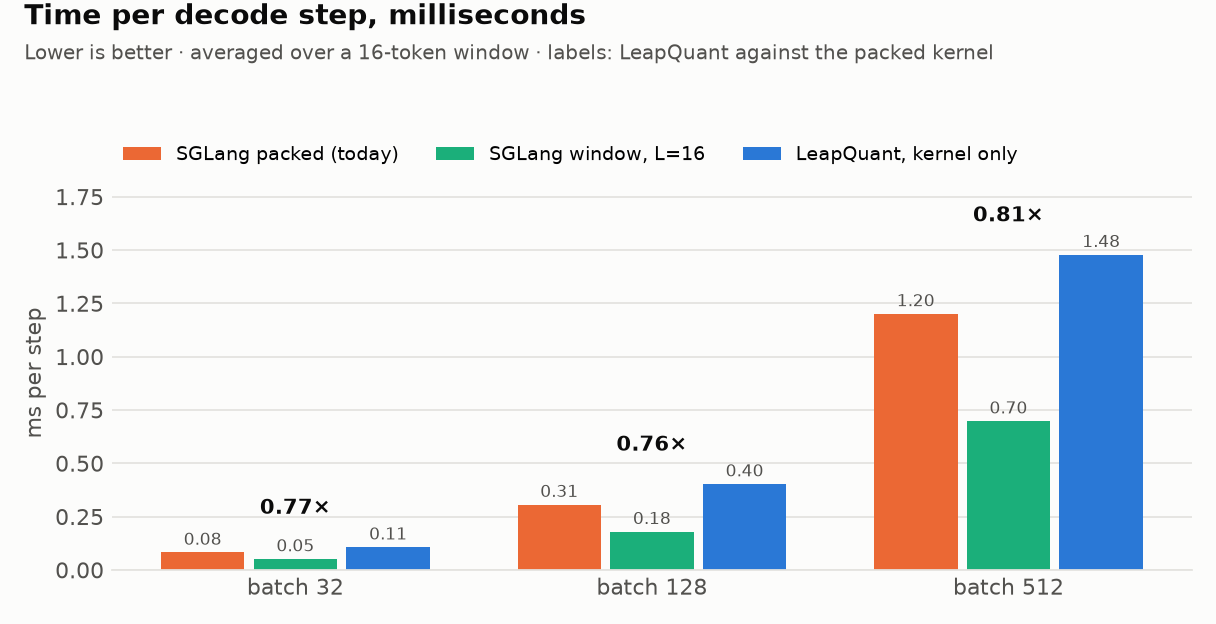 Time per decode step, milliseconds
Lower is better · averaged over a 16-token window · labels: LeapQuant against the packed kernel
SGLang packed (today)
SGLang window, L=16
LeapQuant, kernel only
ms per step
1.75
1.50
1.25
1.00
0.75
0.50
0.25
0.00
0.77×
0.08
0.05
0.11
0.76×
0.31
0.18
0.40
0.81×
1.20
0.70
1.48
batch 32
batch 128
batch 512